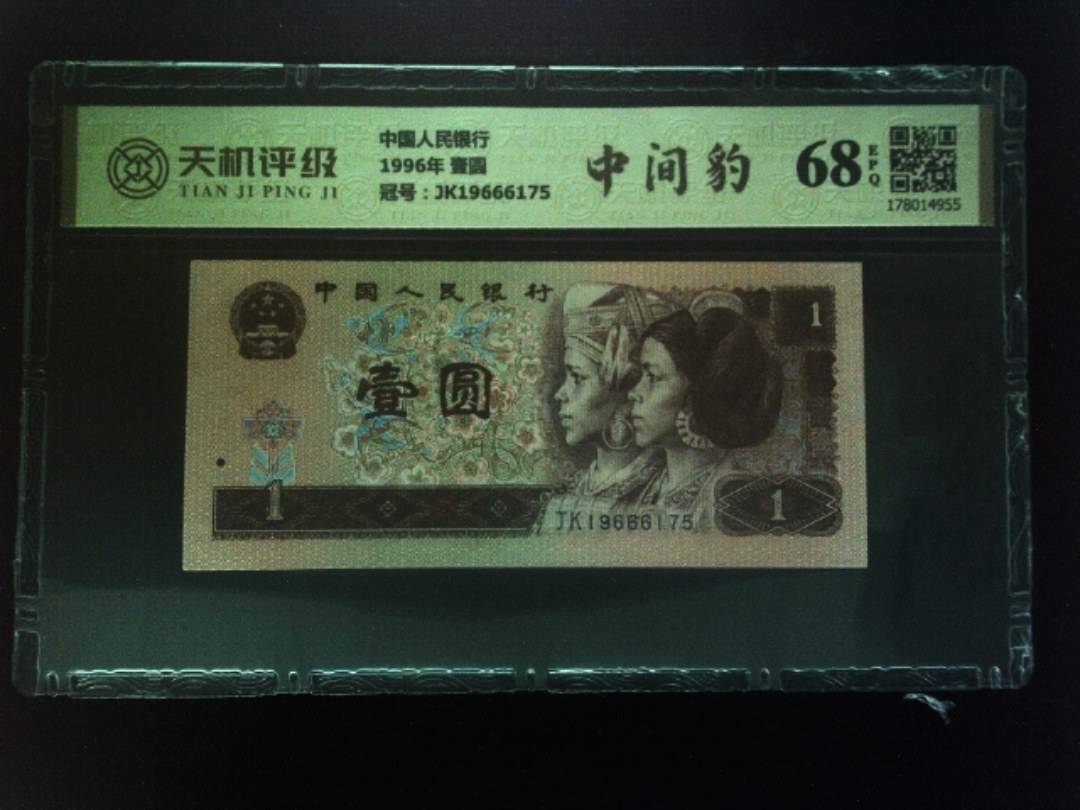 天机评级
TIAN JI PING JI
中国人民银行
1996年 壹圆
冠号：JK19666175
中间豹
68
EPQ
178014955
中国人民银行
1
壹圆
1
JK19666175
1